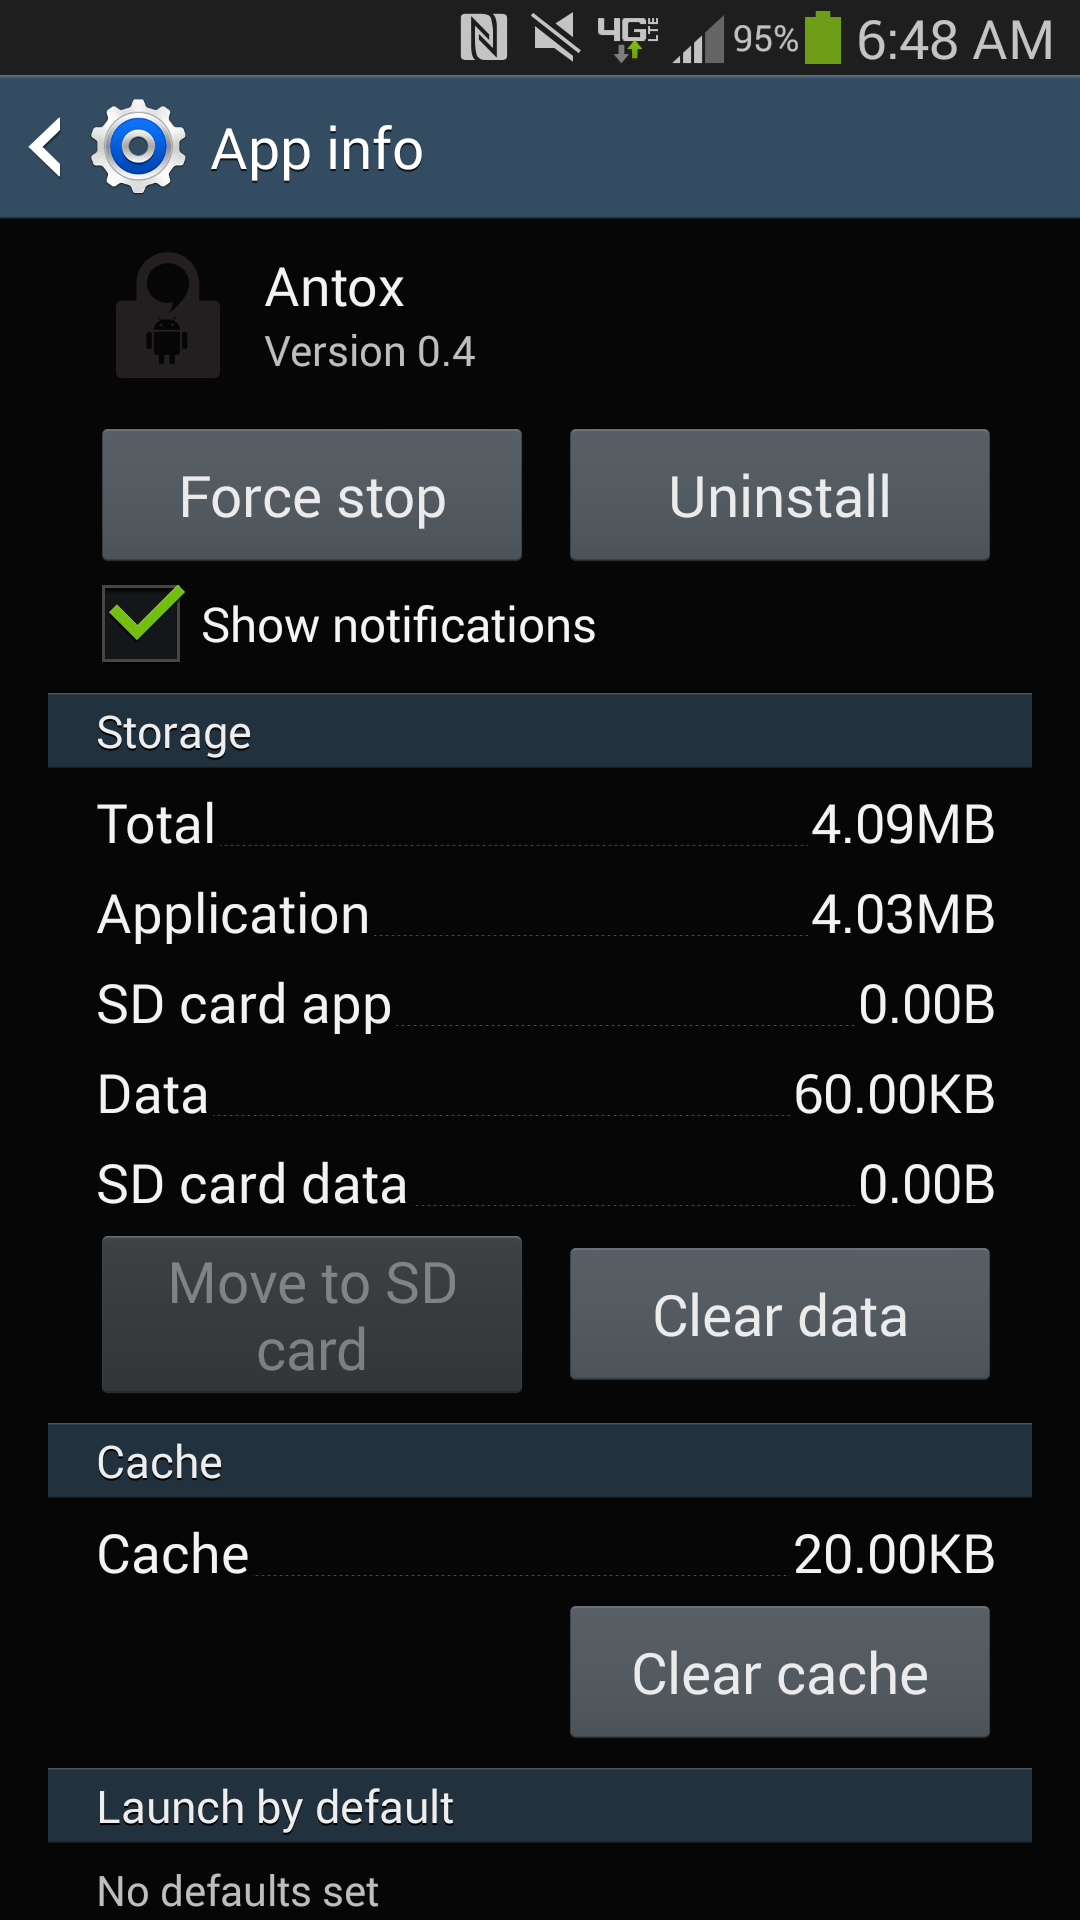 4G LTE 95% 6:48 AM
App info
Antox
Version 0.4
Force stop
Uninstall
Show notifications
Storage
Total 4.09MB
Application 4.03MB
SD card app 0.00B
Data 60.00KB
SD card data 0.00B
Move to SD
card
Clear data
Cache
Cache 20.00KB
Clear cache
Launch by default
No defaults set